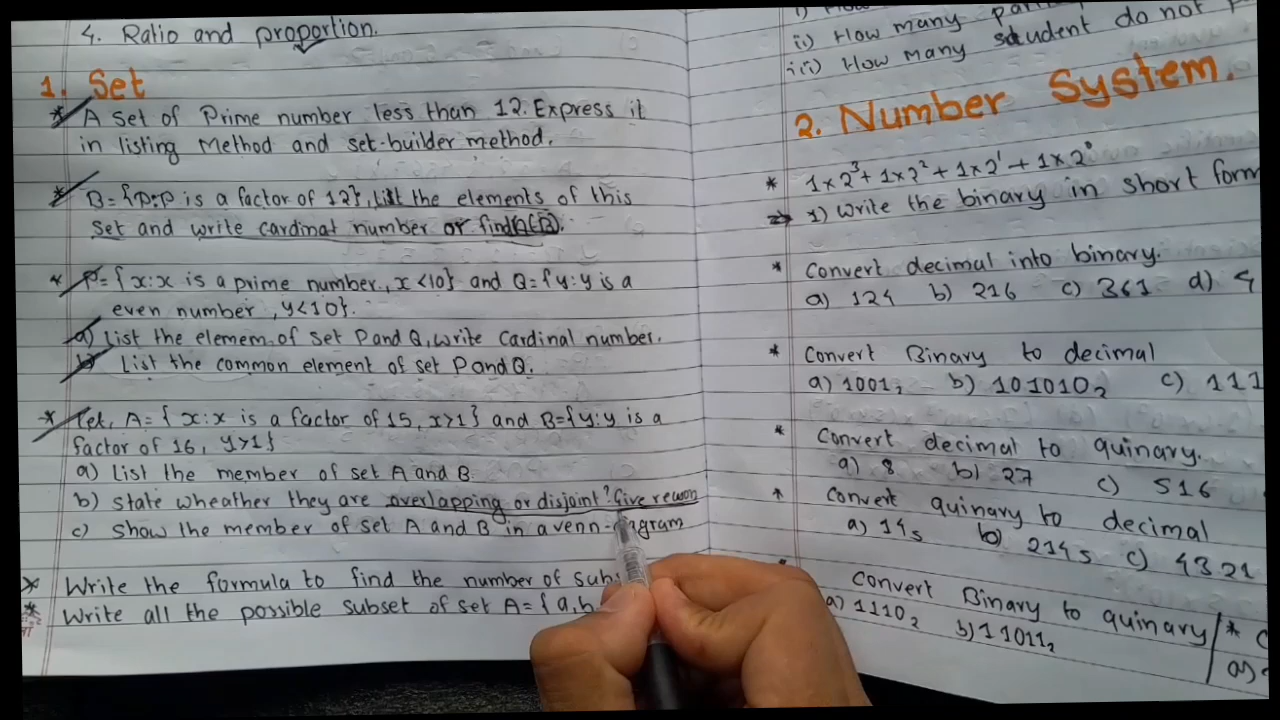 4. Ratio and proportion.
1. Set
* A set of Prime number less than 12. Express it
in listing Method and set-builder method.
* B = {P:P is a factor of 12}, List the elements of this
set and write cardinal number or find
* P = {x:x is a prime number, x<10} and Q = {y:y is a
even number, y<10}.
a) List the elemem of set P and Q, write cardinal number.
b) List the common element of set P and Q.
* Let, A = {x:x is a factor of 15, x>1} and B = {y:y is a
factor of 16, y>1}
a) List the member of set A and B.
b) state wheather they are overlapping or disjoint? Give reason
c) show the member of set A and B in a venn-diagram
* Write the formula to find the number of
* Write all the possible subset of set A = {a,b
ii) How many
iii) How many student do not
2. Number System.
* 1×2³ + 1×2² + 1×2¹ + 1×2⁰
1) Write the binary in short form
* Convert decimal into binary.
a) 124 b) 216 c) 361 d) 4
* Convert Binary to decimal
a) 1001₂ b) 101010₂ c) 111
* Convert decimal to quinary.
a) 8 b) 27 c) 516
* Convert quinary to decimal
a) 14₅ b) 214₅ c) 4321
Convert Binary to quinary
a) 1110₂ b) 11011₂
* C
a)